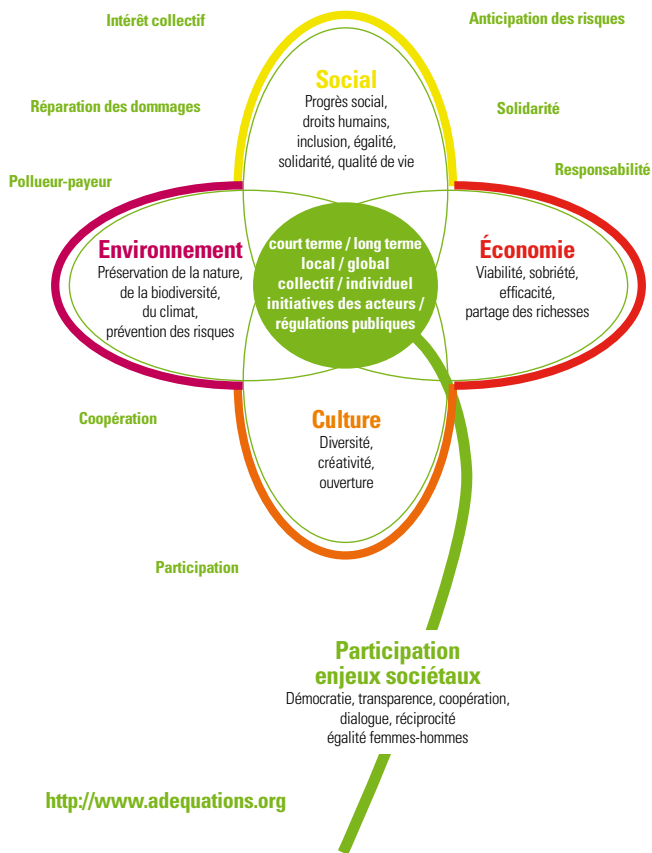 Intérêt collectif
Anticipation des risques
Social
Progrès social,
droits humains,
inclusion, égalité,
solidarité, qualité de vie
Réparation des dommages
Solidarité
Pollueur-payeur
Responsabilité
Environnement
Préservation de la nature,
de la biodiversité,
du climat,
prévention des risques
court terme / long terme
local / global
collectif / individuel
initiatives des acteurs /
régulations publiques
Économie
Viabilité, sobriété,
efficacité,
partage des richesses
Coopération
Culture
Diversité,
créativité,
ouverture
Participation
Participation
enjeux sociétaux
Démocratie, transparence, coopération,
dialogue, réciprocité
égalité femmes-hommes
http://www.adequations.org